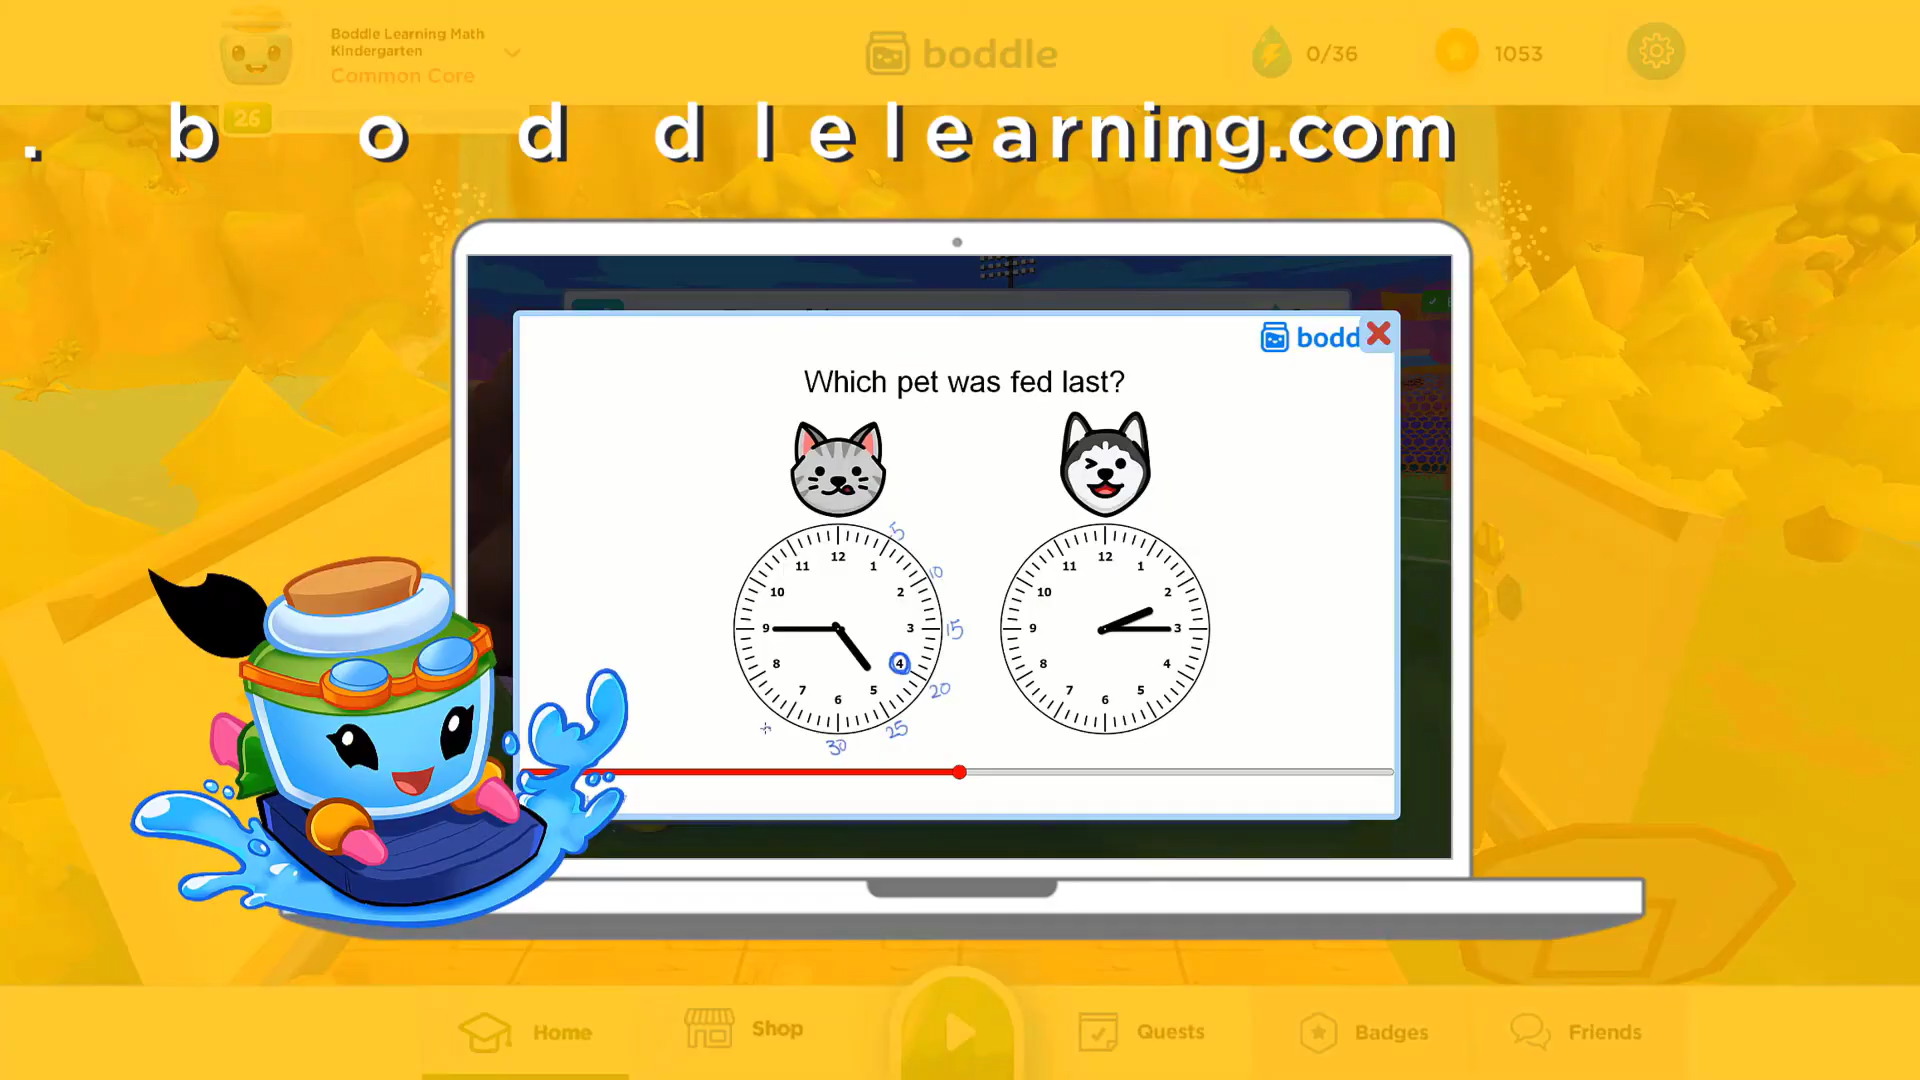 Boddle Learning Math
Kindergarten
Common Core
boddle
0/36
1053
26
. b o d d l e l e a r n i n g . c o m
bodd
Which pet was fed last?
12
11 1
10 2
9 3
8 4
7 5
6
5
10
15
20
25
30
12
11 1
10 2
9 3
8 4
7 5
6
Home
Shop
Quests
Badges
Friends